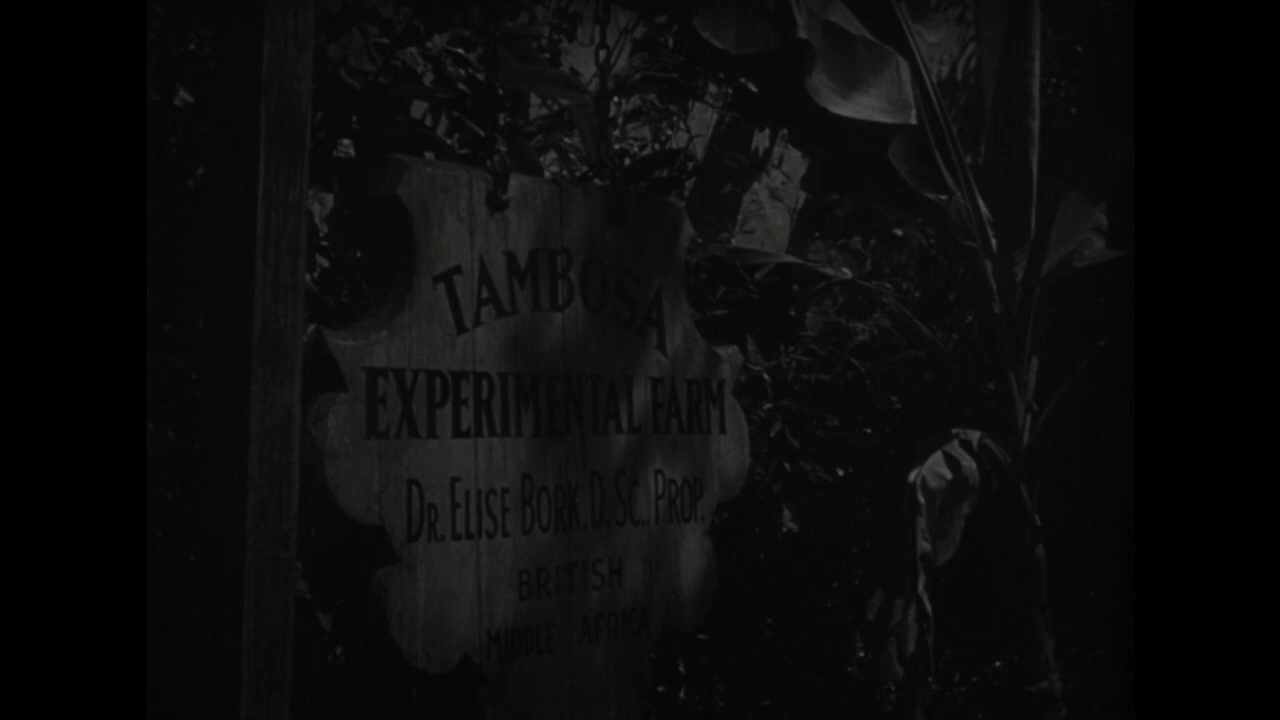 TAMBOSA
EXPERIMENTAL FARM
DR. ELISE BORK, D. SC., PROP.
BRITISH
MIDDLE AFRICA